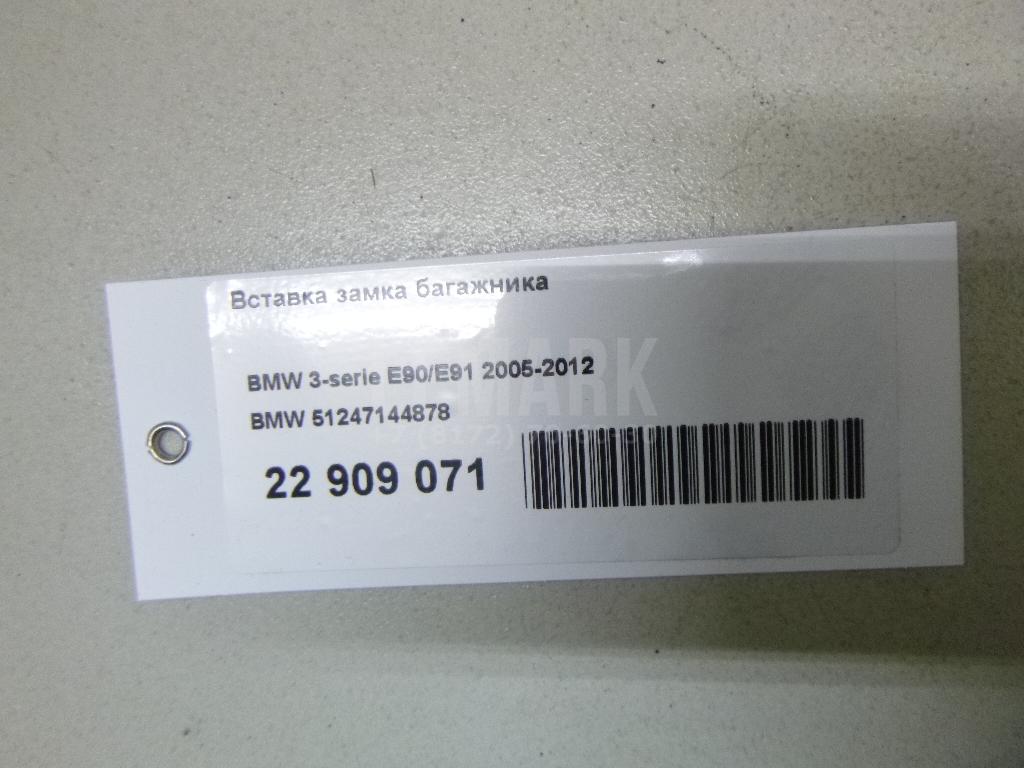 Вставка замка багажника
BMW 3-serie E90/E91 2005-2012
BMW 51247144878
22 909 071